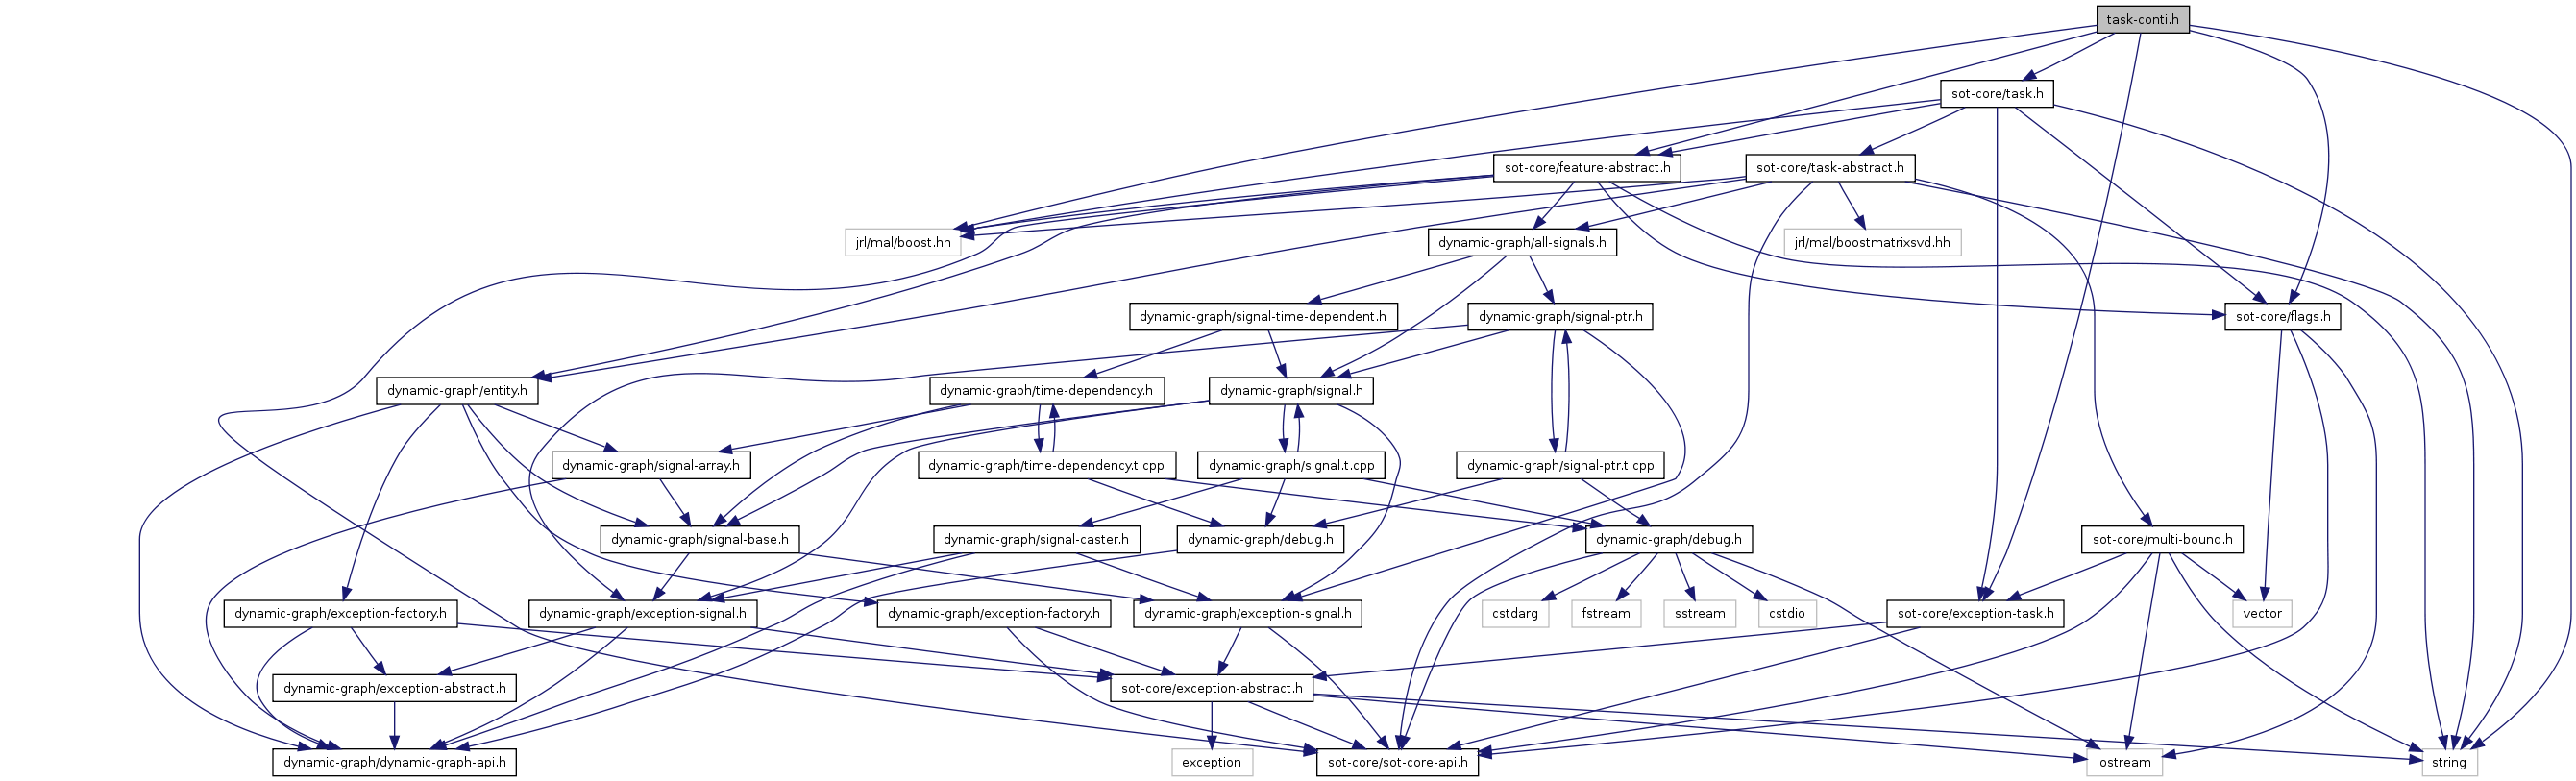 task-conti.h
sot-core/task.h
sot-core/feature-abstract.h
sot-core/task-abstract.h
jrl/mal/boost.hh
dynamic-graph/all-signals.h
jrl/mal/boostmatrixsvd.hh
dynamic-graph/signal-time-dependent.h
dynamic-graph/signal-ptr.h
sot-core/flags.h
dynamic-graph/entity.h
dynamic-graph/time-dependency.h
dynamic-graph/signal.h
dynamic-graph/signal-array.h
dynamic-graph/time-dependency.t.cpp
dynamic-graph/signal.t.cpp
dynamic-graph/signal-ptr.t.cpp
dynamic-graph/signal-base.h
dynamic-graph/signal-caster.h
dynamic-graph/debug.h
dynamic-graph/debug.h
sot-core/multi-bound.h
dynamic-graph/exception-factory.h
dynamic-graph/exception-signal.h
dynamic-graph/exception-factory.h
dynamic-graph/exception-signal.h
cstdarg
fstream
sstream
cstdio
sot-core/exception-task.h
vector
dynamic-graph/exception-abstract.h
sot-core/exception-abstract.h
dynamic-graph/dynamic-graph-api.h
exception
sot-core/sot-core-api.h
iostream
string